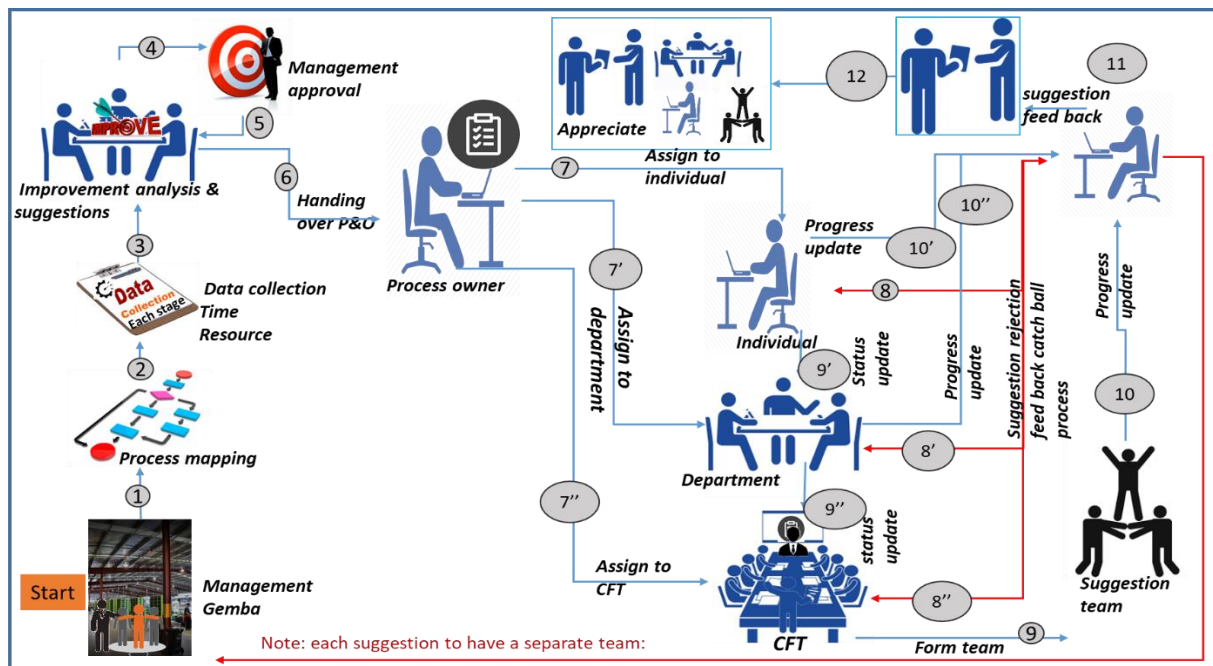 4
Management
approval
5
IMPROVE
Improvement analysis &
suggestions
6
Handing
over P&O
3
Data
Collection
Each stage
Data collection
Time
Resource
2
Process mapping
1
Start
Management
Gemba
Process owner
7
Assign to
individual
7'
Assign to
department
7''
Assign to
CFT
Appreciate
12
11
suggestion
feed back
Progress
update
10'
10''
Progress
update
8
Individual
9'
Status
update
Department
8'
9''
status
update
8''
CFT
Suggestion rejection
feed back catch ball
process
Progress
update
10
Suggestion
team
Form team
9
Note: each suggestion to have a separate team: